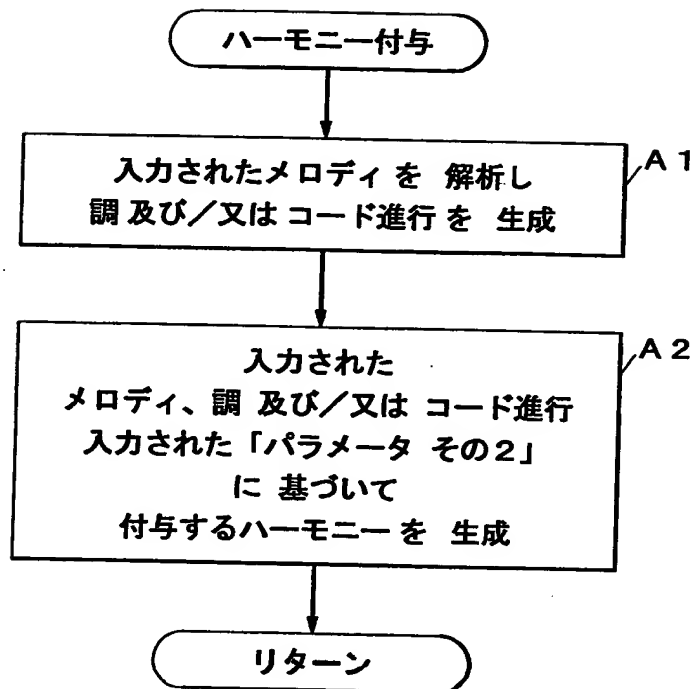 ハーモニー付与
入力されたメロディを 解析し
調 及び/又は コード進行 を 生成
A1
入力された
メロディ、調 及び/又は コード進行
入力された「パラメータ その2」
に 基づいて
付与するハーモニー を 生成
A2
リターン